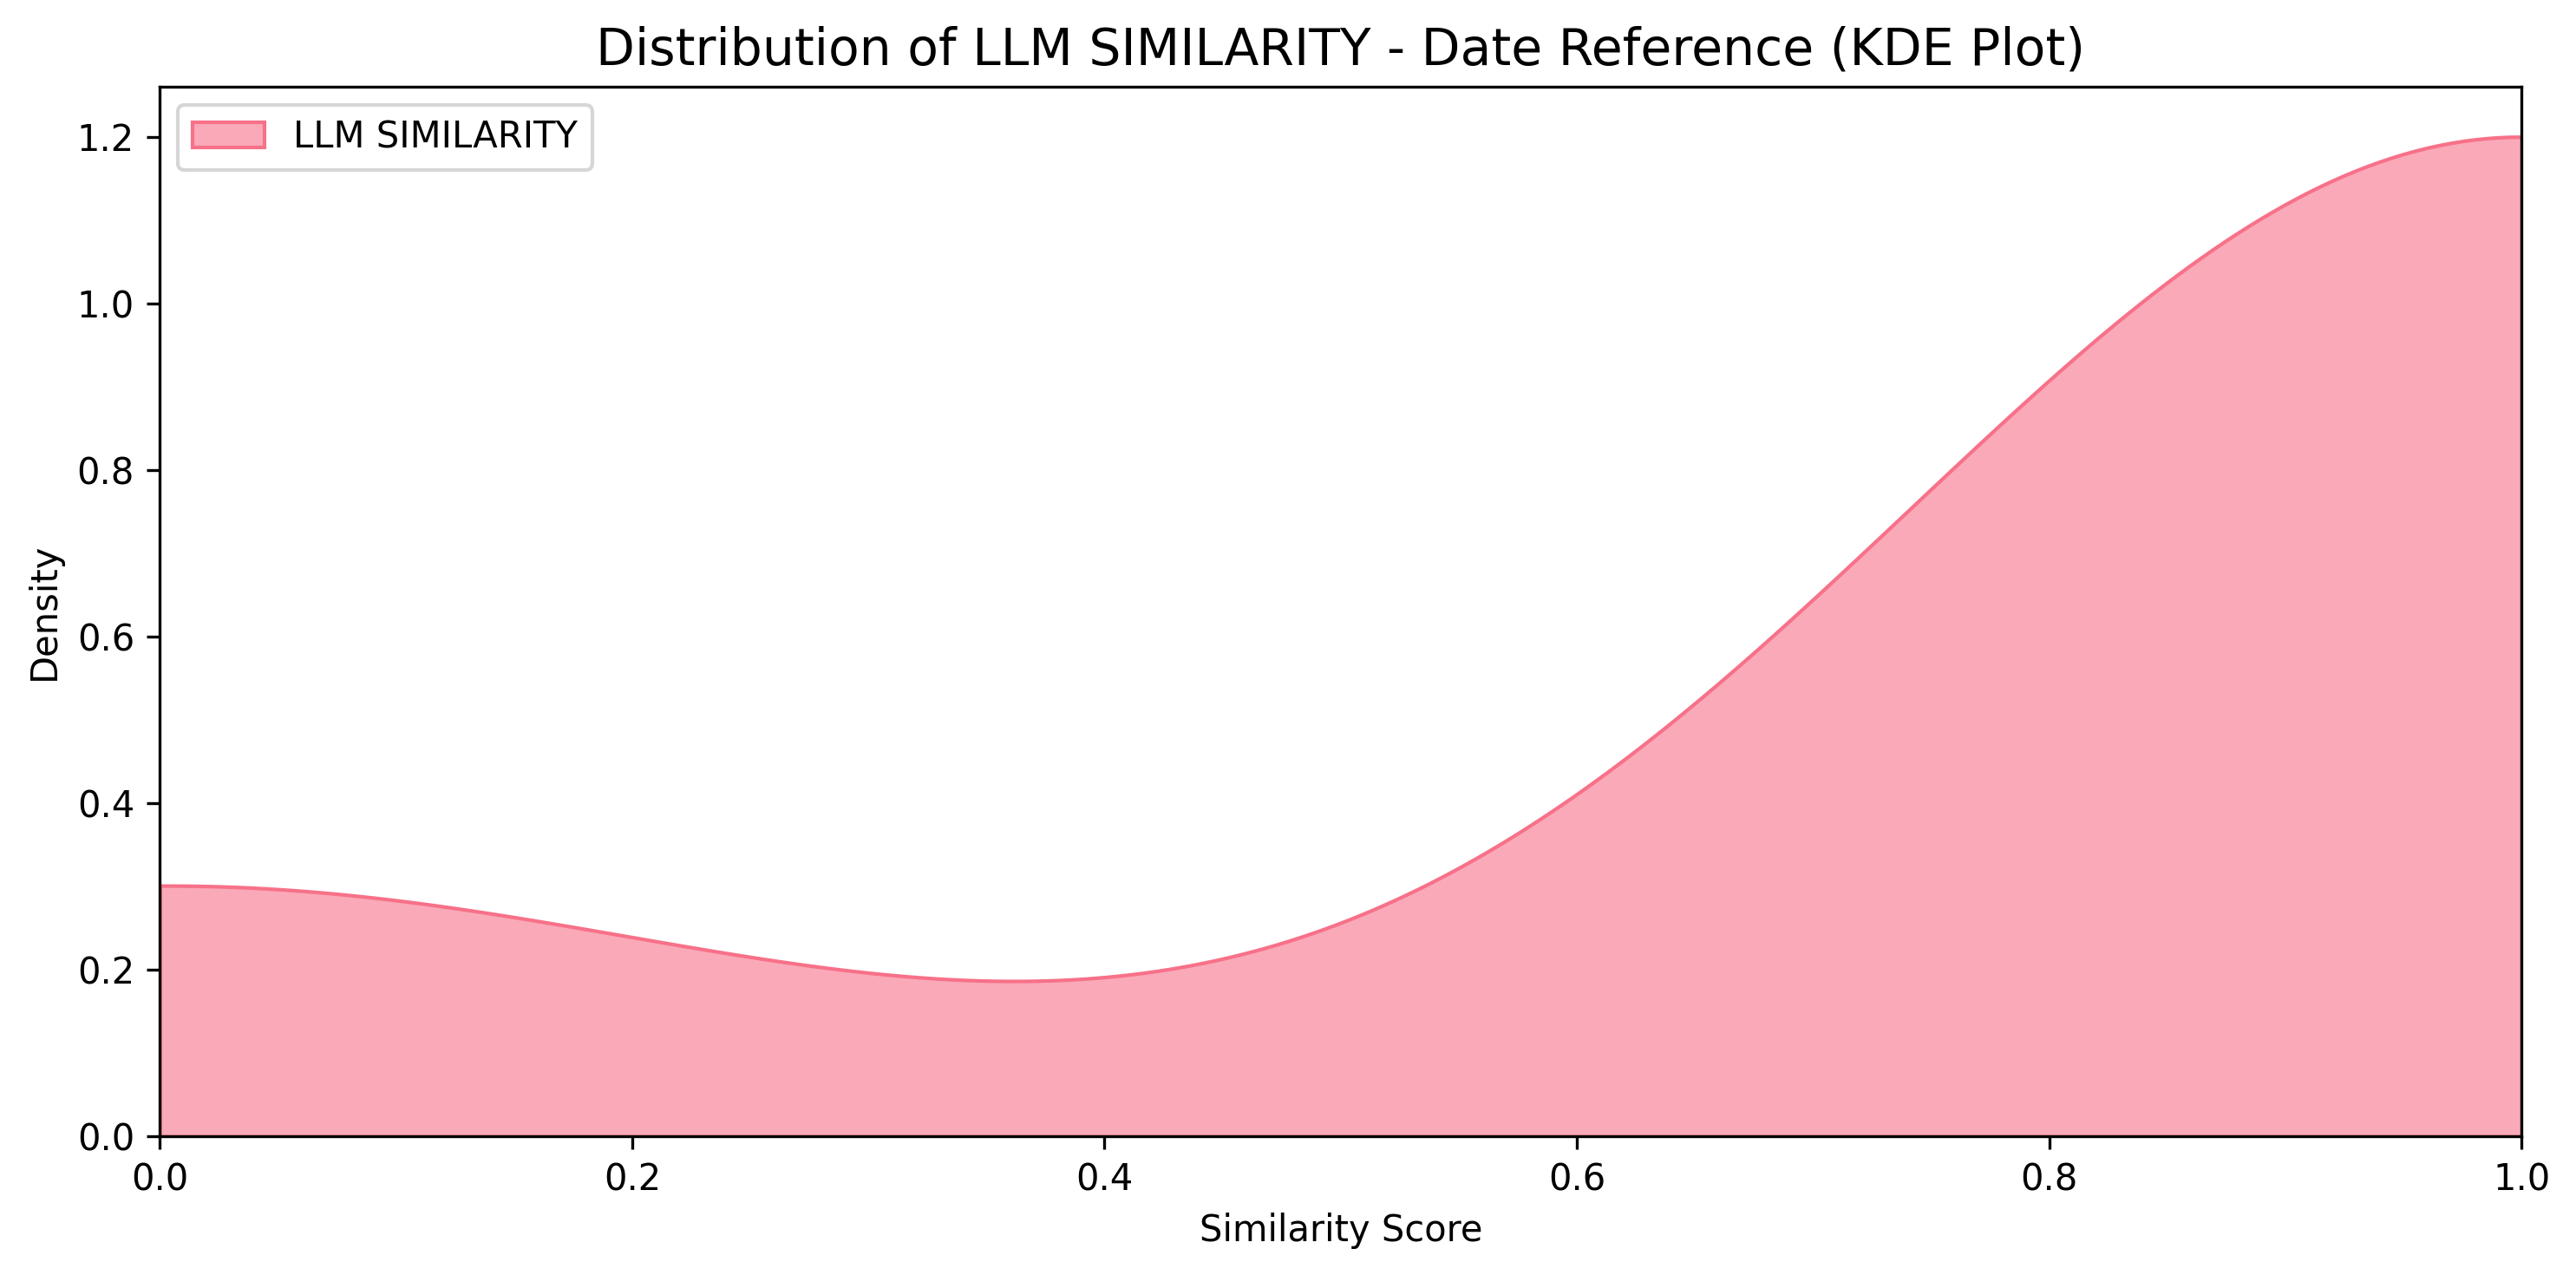 Distribution of LLM SIMILARITY - Date Reference (KDE Plot)
LLM SIMILARITY
1.2
1.0
0.8
0.6
0.4
0.2
0.0
Density
0.0 0.2 0.4 0.6 0.8 1.0
Similarity Score